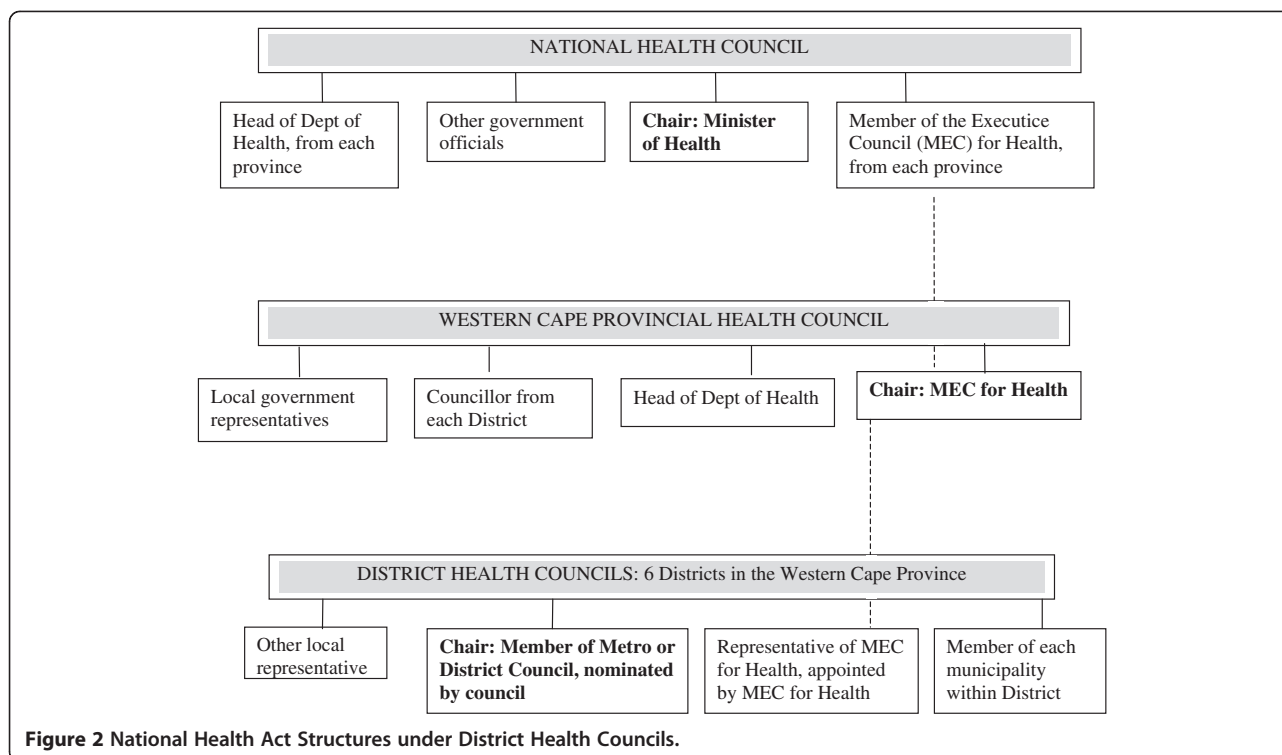 NATIONAL HEALTH COUNCIL
Head of Dept of
Health, from each
province
Other government
officials
Chair: Minister
of Health
Member of the Executice
Council (MEC) for Health,
from each province
WESTERN CAPE PROVINCIAL HEALTH COUNCIL
Local government
representatives
Councillor from
each District
Head of Dept of Health
Chair: MEC for Health
DISTRICT HEALTH COUNCILS: 6 Districts in the Western Cape Province
Other local
representative
Chair: Member of Metro or
District Council, nominated
by council
Representative of MEC
for Health, appointed
by MEC for Health
Member of each
municipality
within District
Figure 2 National Health Act Structures under District Health Councils.